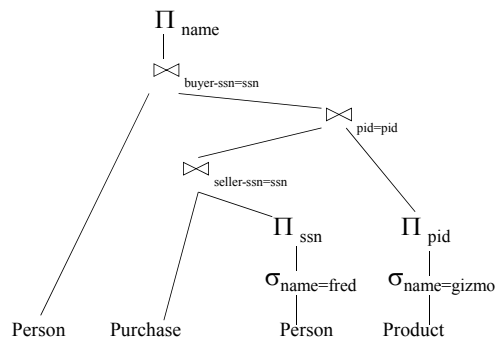 Π name
⋈ buyer-ssn=ssn
⋈ pid=pid
⋈ seller-ssn=ssn
Π ssn Π pid
σ name=fred σ name=gizmo
Person Purchase Person Product